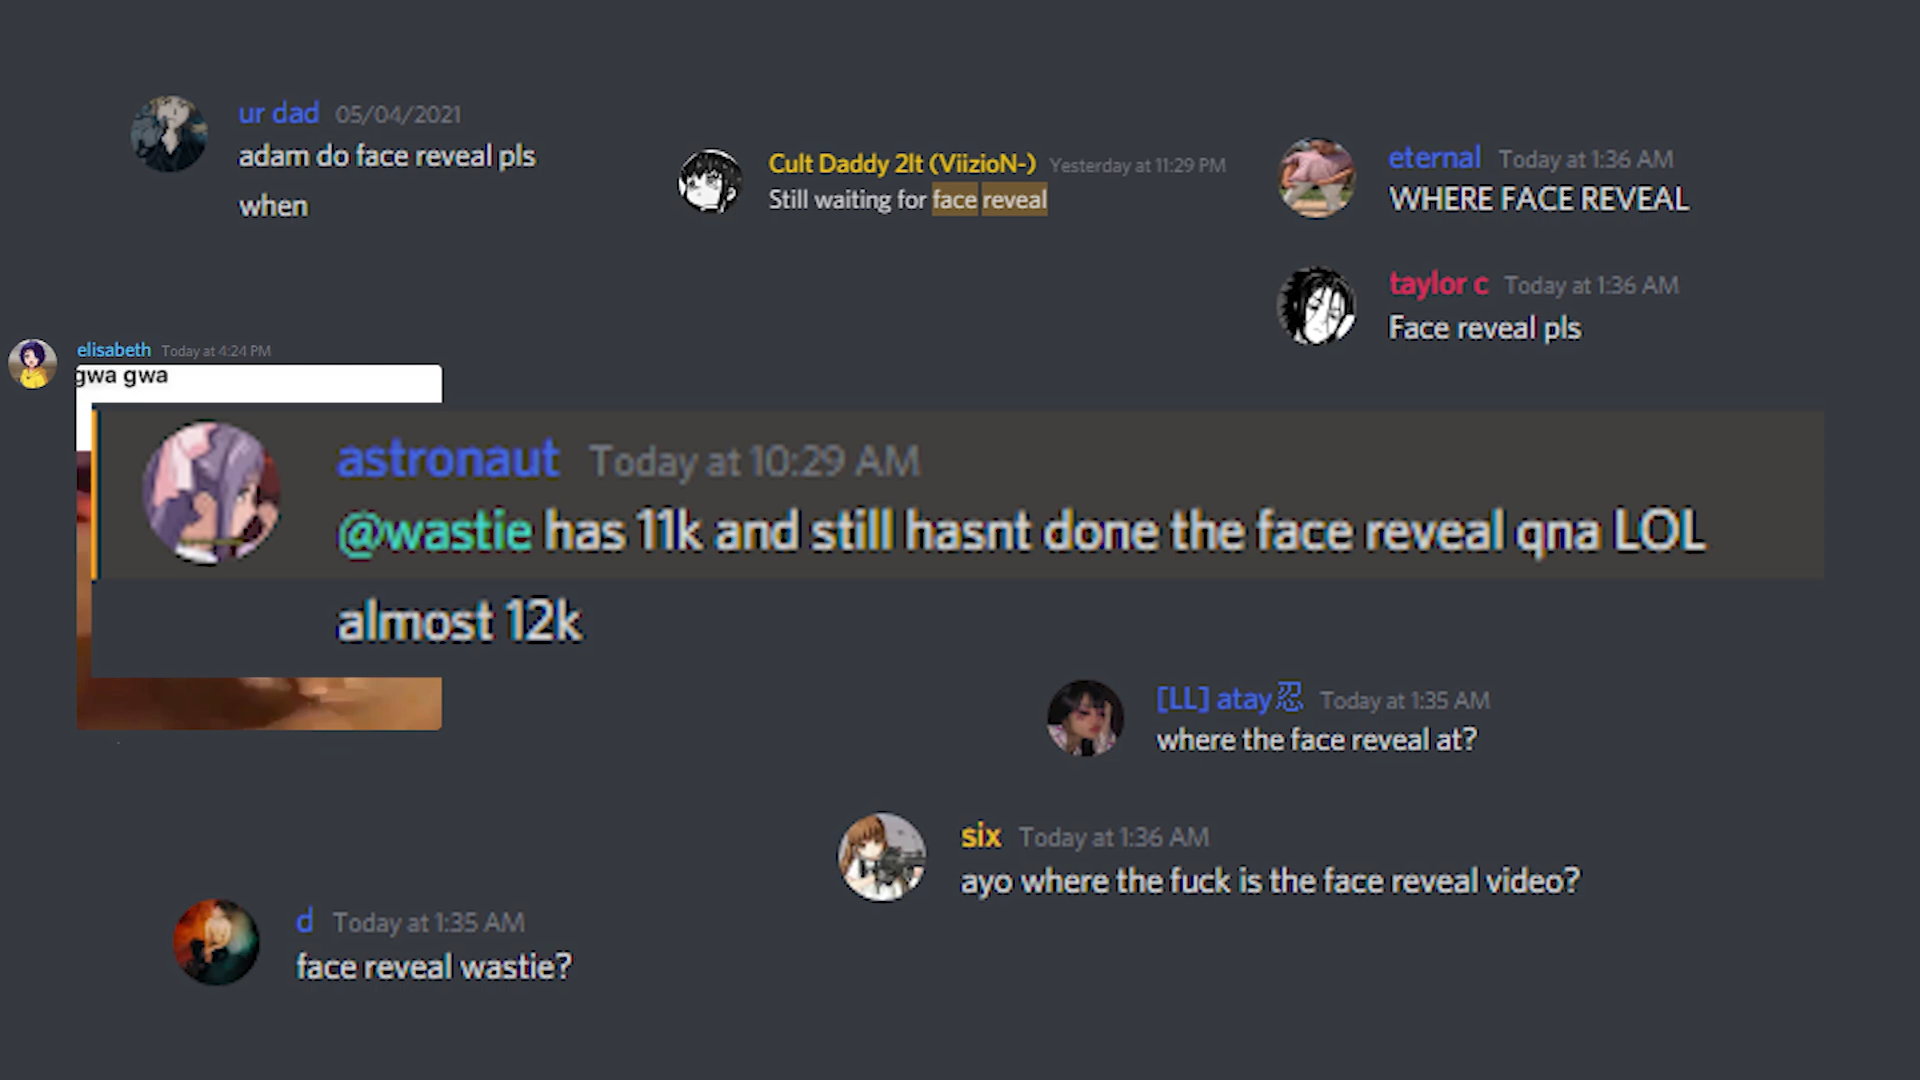 ur dad 05/04/2021
adam do face reveal pls
when
Cult Daddy 2lt (ViizioN-) Yesterday at 11:29 PM
Still waiting for face reveal
eternal Today at 1:36 AM
WHERE FACE REVEAL
taylor c Today at 1:36 AM
Face reveal pls
elisabeth Today at 4:24 PM
gwa gwa
astronaut Today at 10:29 AM
@wastie has 11k and still hasnt done the face reveal qna LOL
almost 12k
[LL] atay忍 Today at 1:35 AM
where the face reveal at?
six Today at 1:36 AM
ayo where the fuck is the face reveal video?
d Today at 1:35 AM
face reveal wastie?